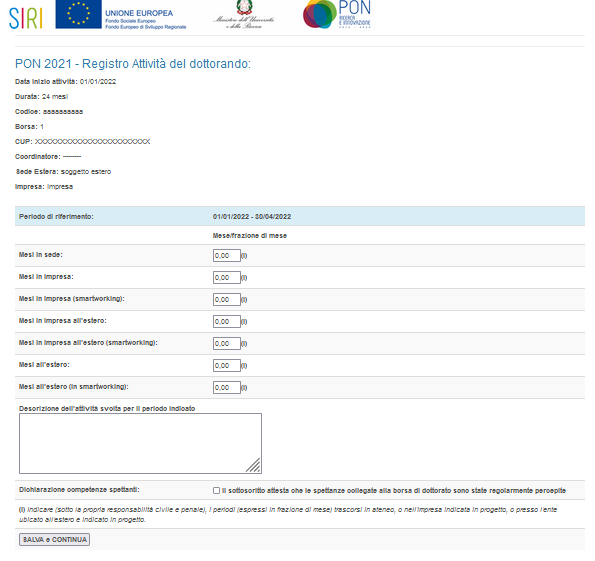 SIRI
UNIONE EUROPEA
Fondo Sociale Europeo
Fondo Europeo di Sviluppo Regionale
Ministero dell'Università
e della Ricerca
PON
RICERCA
E INNOVAZIONE
2014 - 2020
PON 2021 - Registro Attività del dottorando:
Data inizio attività: 01/01/2022
Durata: 24 mesi
Codice: aaaaaaaaaa
Borsa: 1
CUP: XXXXXXXXXXXXXXXXXXXXXXX
Coordinatore: -------
Sede Estera: soggetto estero
Impresa: Impresa
Periodo di riferimento: 01/01/2022 - 30/04/2022
Mese/frazione di mese
Mesi in sede: 0,00 (I)
Mesi in impresa: 0,00 (I)
Mesi in impresa (smartworking): 0,00 (I)
Mesi in impresa all'estero: 0,00 (I)
Mesi in impresa all'estero (smartworking): 0,00 (I)
Mesi all'estero: 0,00 (I)
Mesi all'estero (in smartworking): 0,00 (I)
Desorizione dell'attività svolta per il periodo indicato
Dichiarazione competenze spettanti: Il sottoscritto attesta che le spettanze collegate alla borsa di dottorato sono state regolarmente percepite
(I) Indicare (sotto la propria responsabilità civile e penale), i periodi (espressi in frazione di mese) trascorsi in ateneo, o nell'impresa indicata in progetto, o presso l'ente
ubicato all'estero e indicato in progetto.
SALVA e CONTINUA